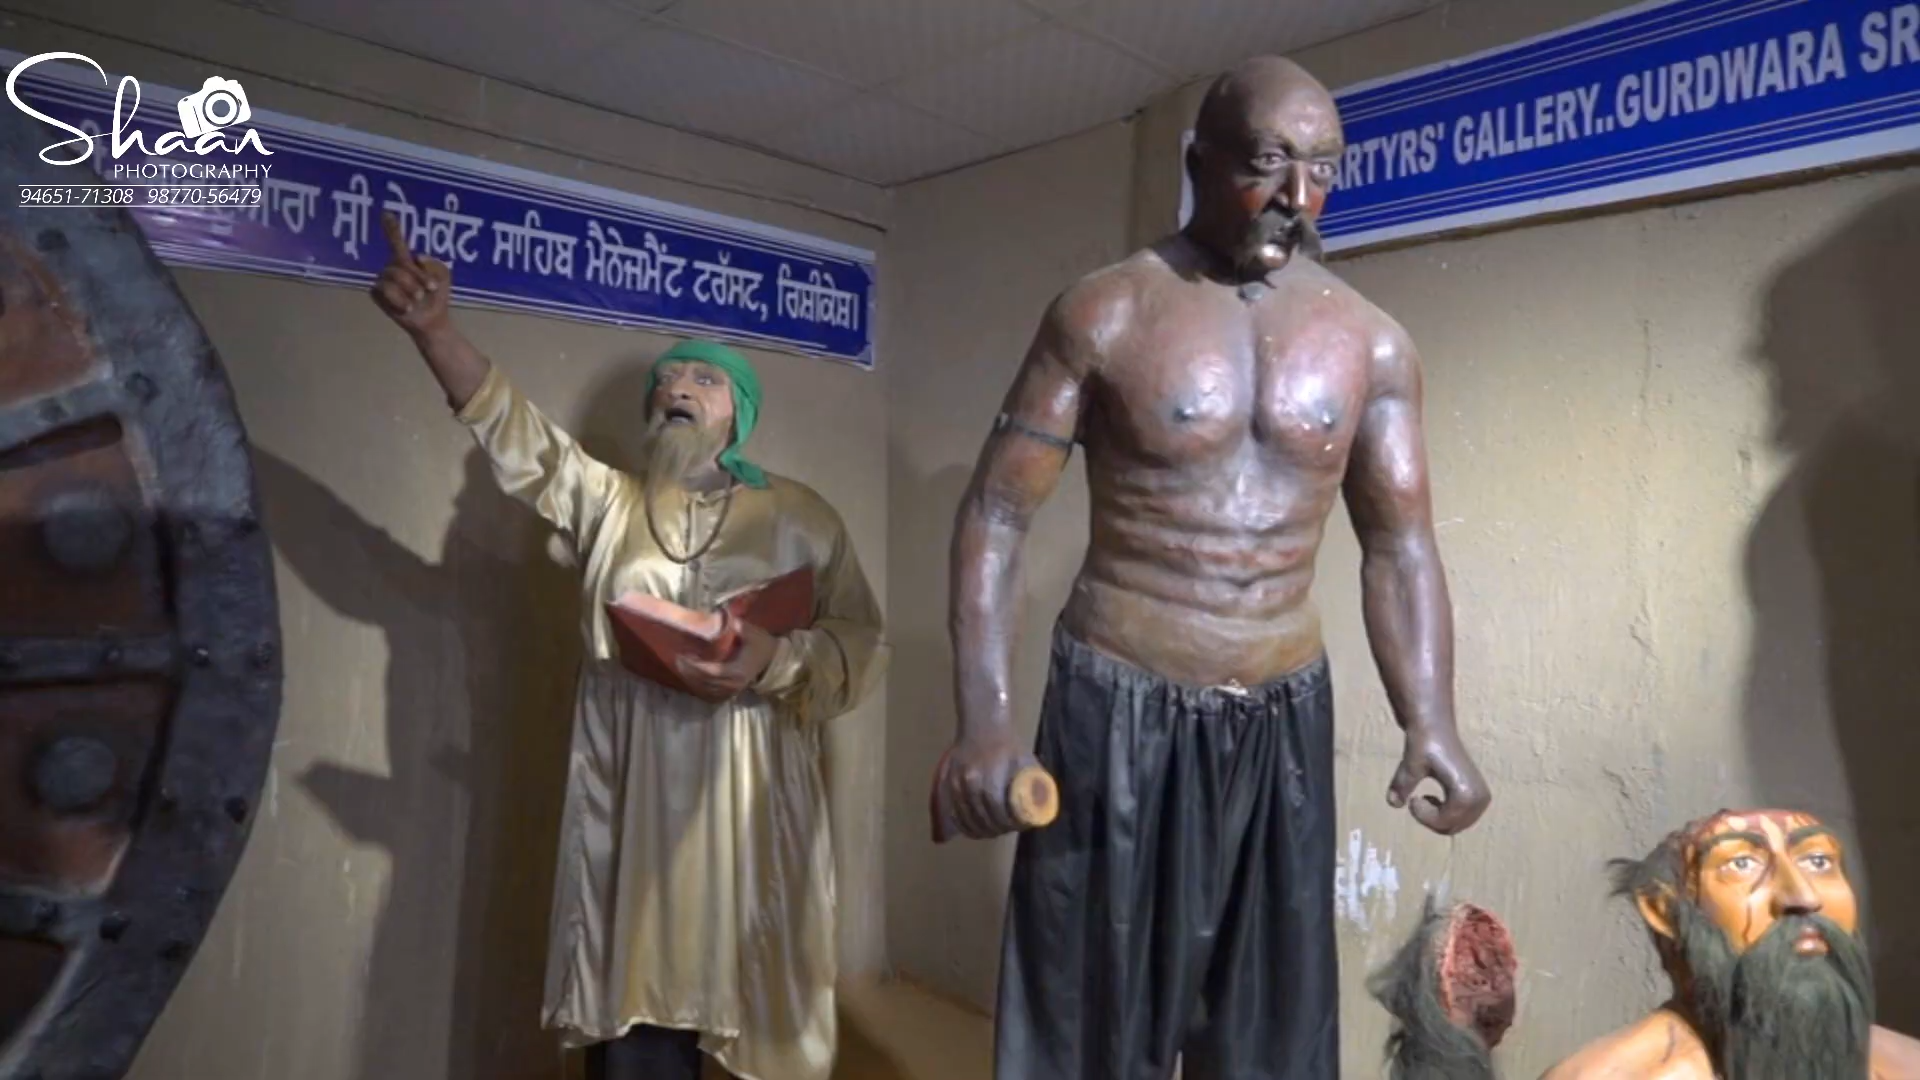 Shaan
PHOTOGRAPHY
94651-71308 98770-56479
ਸ੍ਰੀ ਹੇਮਕੁੰਟ ਸਾਹਿਬ ਮੈਨੇਜਮੈਂਟ ਟਰੱਸਟ, ਰਿਸ਼ੀਕੇਸ਼।
ARTYRS' GALLERY..GURDWARA SR